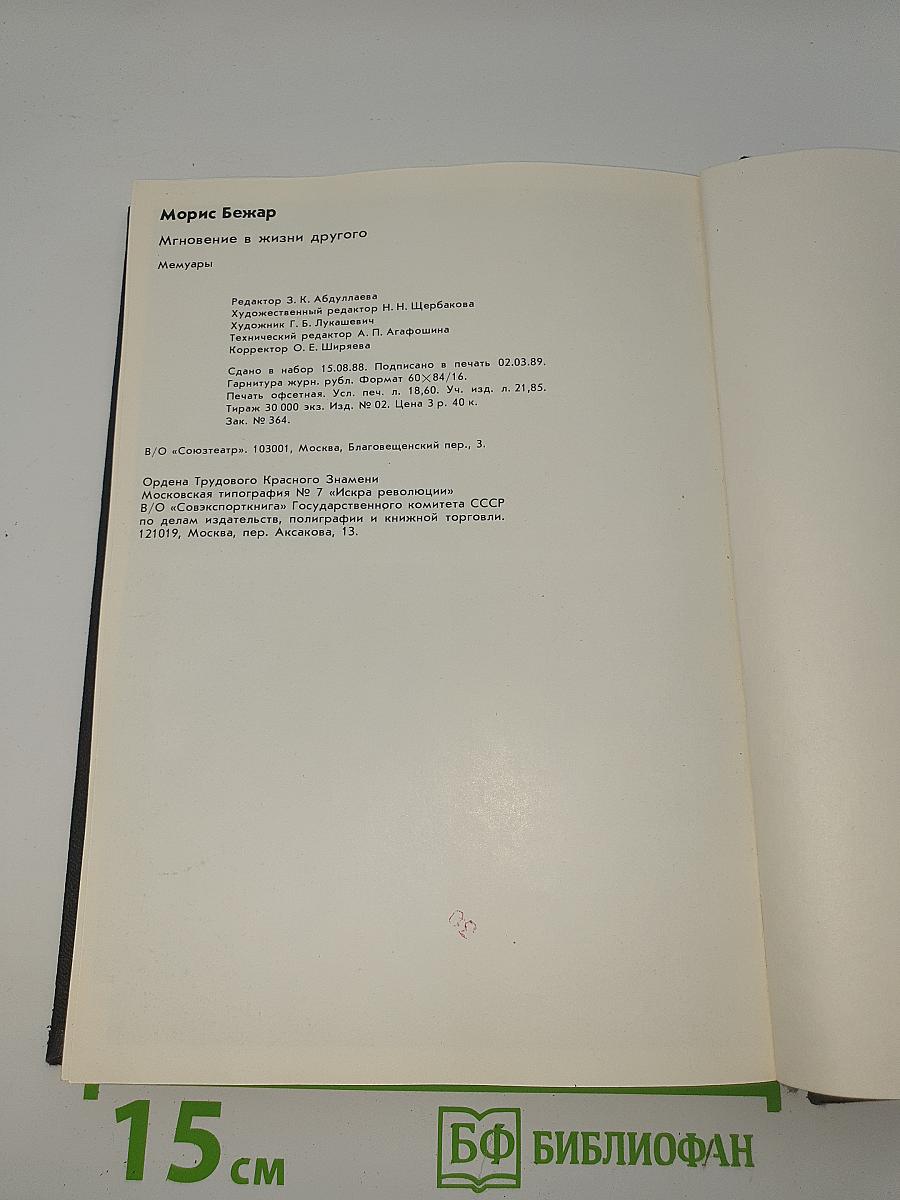 Морис Бежар
Мгновение в жизни другого
Мемуары
Редактор З. К. Абдуллаева
Художественный редактор Н. Н. Щербакова
Художник Г. Б. Лукашевич
Технический редактор А. П. Агафошина
Корректор О. Е. Ширяева
Сдано в набор 15.08.88. Подписано в печать 02.03.89.
Гарнитура журн. рубл. Формат 60×84/16.
Печать офсетная. Усл. печ. л. 18,60. Уч. изд. л. 21,85.
Тираж 30 000 экз. Изд. № 02. Цена 3 р. 40 к.
Зак. № 364.
В/О «Союзтеатр». 103001, Москва, Благовещенский пер., 3.
Ордена Трудового Красного Знамени
Московская типография № 7 «Искра революции»
В/О «Совэкспорткнига» Государственного комитета СССР
по делам издательств, полиграфии и книжной торговли.
121019, Москва, пер. Аксакова, 13.
15 см
БФ БИБЛИОФАН